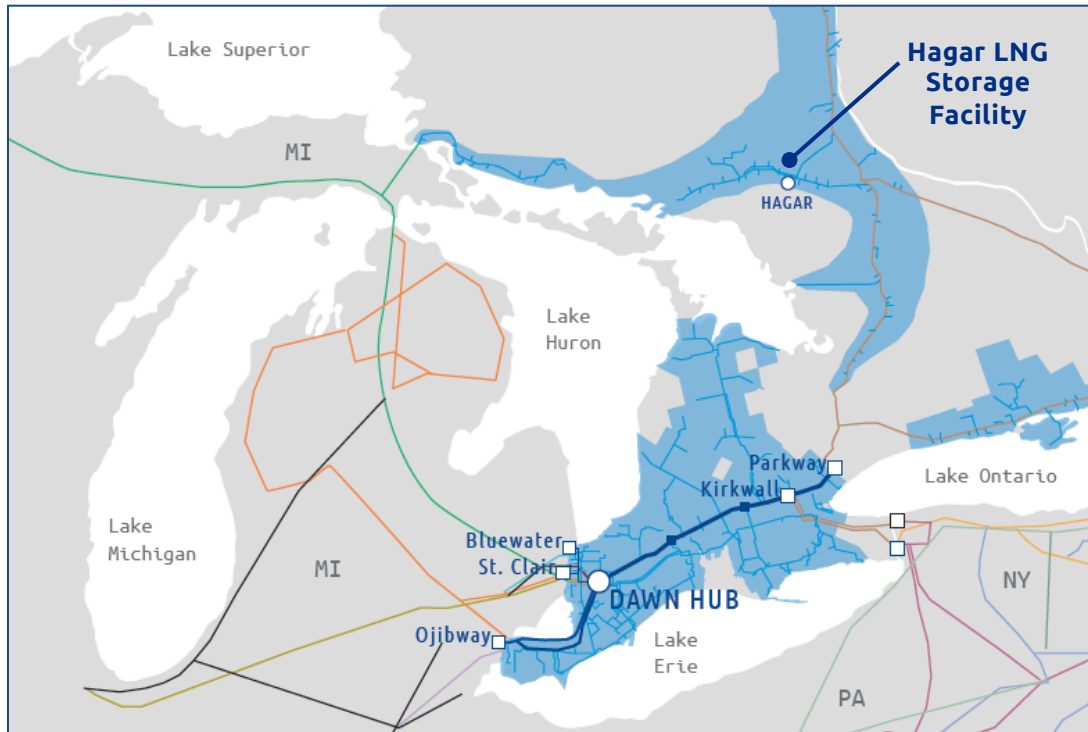 Lake Superior
Hagar LNG
Storage
Facility
MI
HAGAR
Lake
Huron
Parkway
Kirkwall
Lake Ontario
Lake
Michigan
Bluewater
St. Clair
MI
DAWN HUB
NY
Ojibway
Lake
Erie
PA